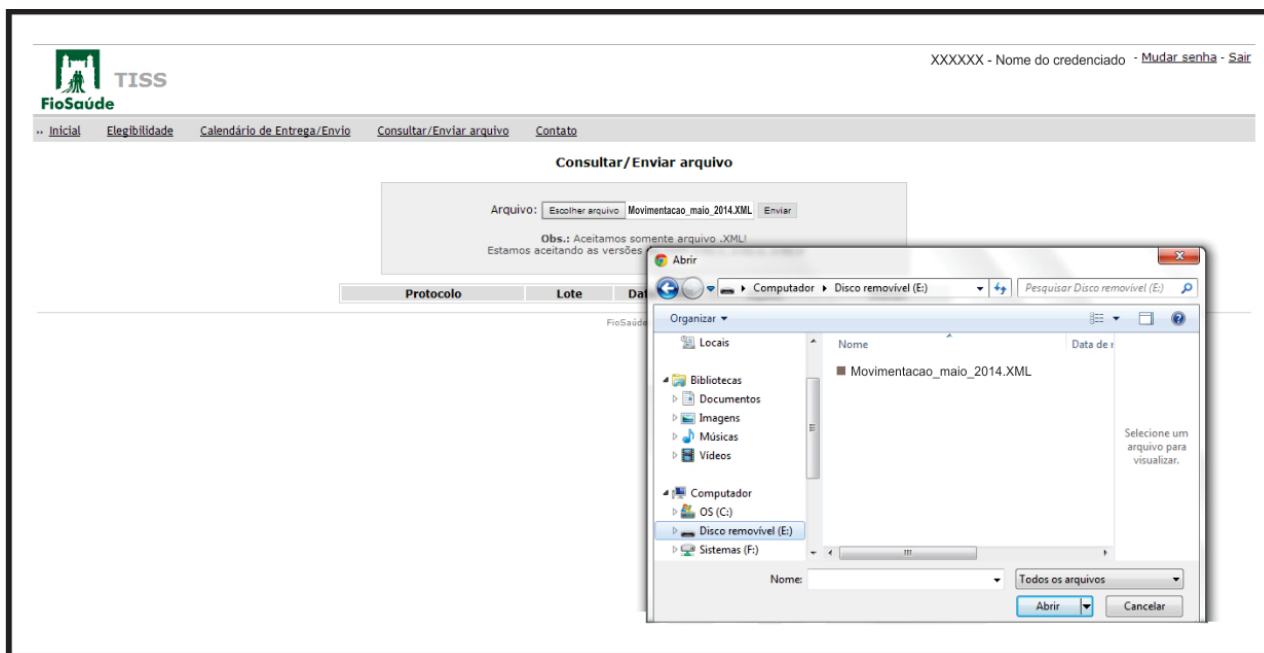 XXXXXX - Nome do credenciado - Mudar senha - Sair
TISS
FioSaúde
Inicial Elegibilidade Calendário de Entrega/Envio Consultar/Enviar arquivo Contato
Consultar/Enviar arquivo
Arquivo: Escolher arquivo Movimentacao_maio_2014.XML Enviar
Obs.: Aceitamos somente arquivo .XML!
Estamos aceitando as versões
Protocolo Lote Dat
FioSaúde
Abrir
Computador Disco removível (E:) Pesquisar Disco removível (E:)
Organizar
Locais
Bibliotecas
Documentos
Imagens
Músicas
Vídeos
Computador
OS (C:)
Disco removível (E:)
Sistemas (F:)
Nome Data de r
Movimentacao_maio_2014.XML
Selecione um
arquivo para
visualizar.
Nome: Todos os arquivos
Abrir Cancelar